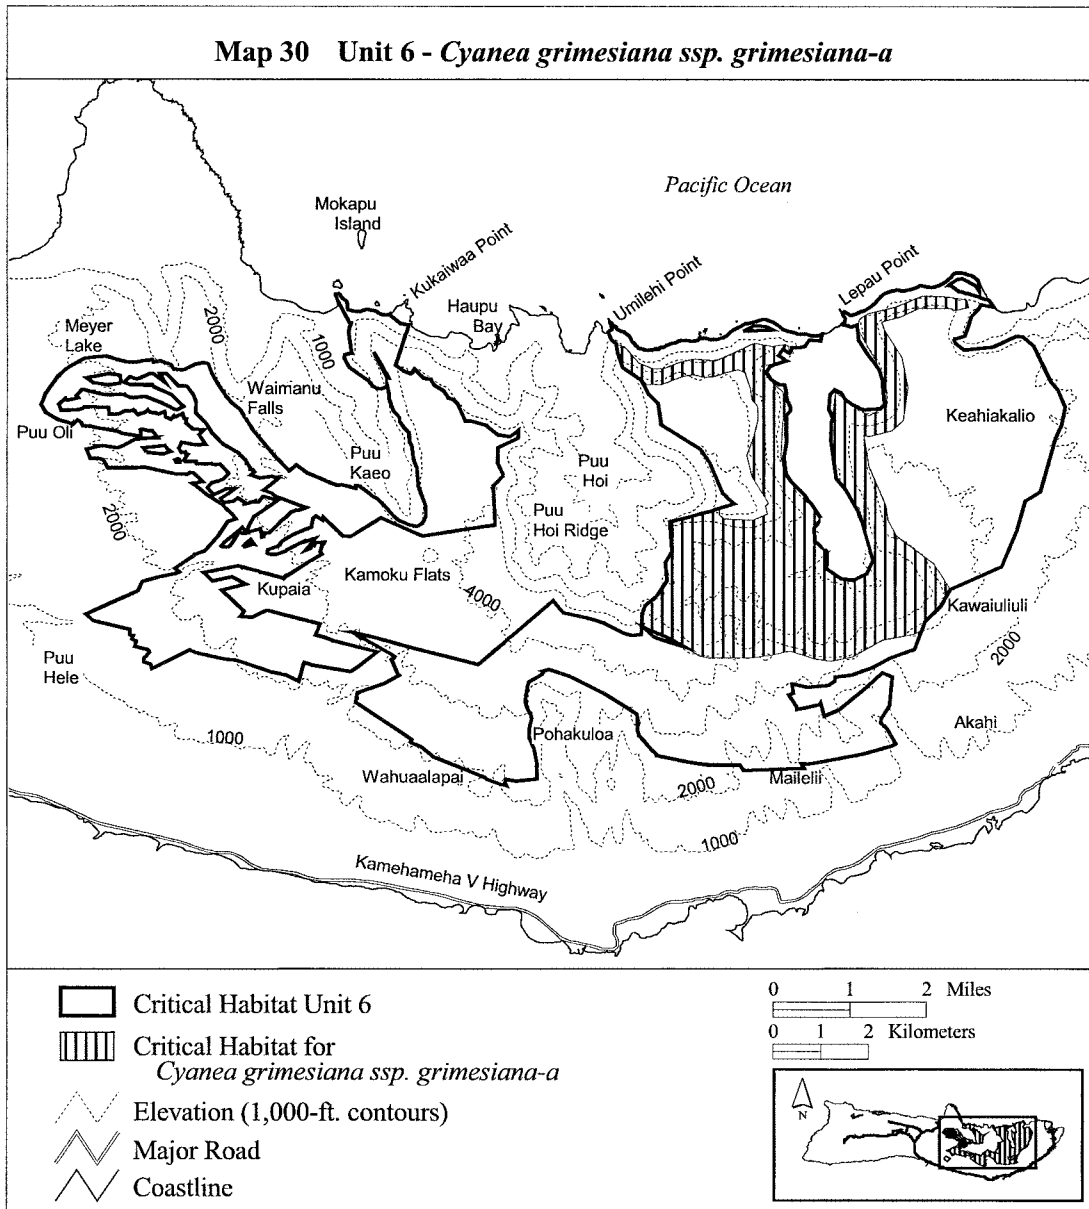 Map 30 Unit 6 - Cyanea grimesiana ssp. grimesiana-a
Pacific Ocean
Mokapu
Island
Kukaiwaa Point
Haupu
Bay
Umilehi Point
Lepau Point
Meyer
Lake
2000
1000
Waimanu
Falls
Puu Oli
Puu
Kaeo
Puu
Hoi
Keahiakalio
2000
Puu
Hoi Ridge
Kupaia
Kamoku Flats
4000
Kawaiuliuli
2000
Puu
Hele
1000
Pohakuloa
Akahi
Wahuaalapai
Mailelii
2000
1000
Kamehameha V Highway
Critical Habitat Unit 6
Critical Habitat for
Cyanea grimesiana ssp. grimesiana-a
Elevation (1,000-ft. contours)
Major Road
Coastline
0 1 2 Miles
0 1 2 Kilometers
N